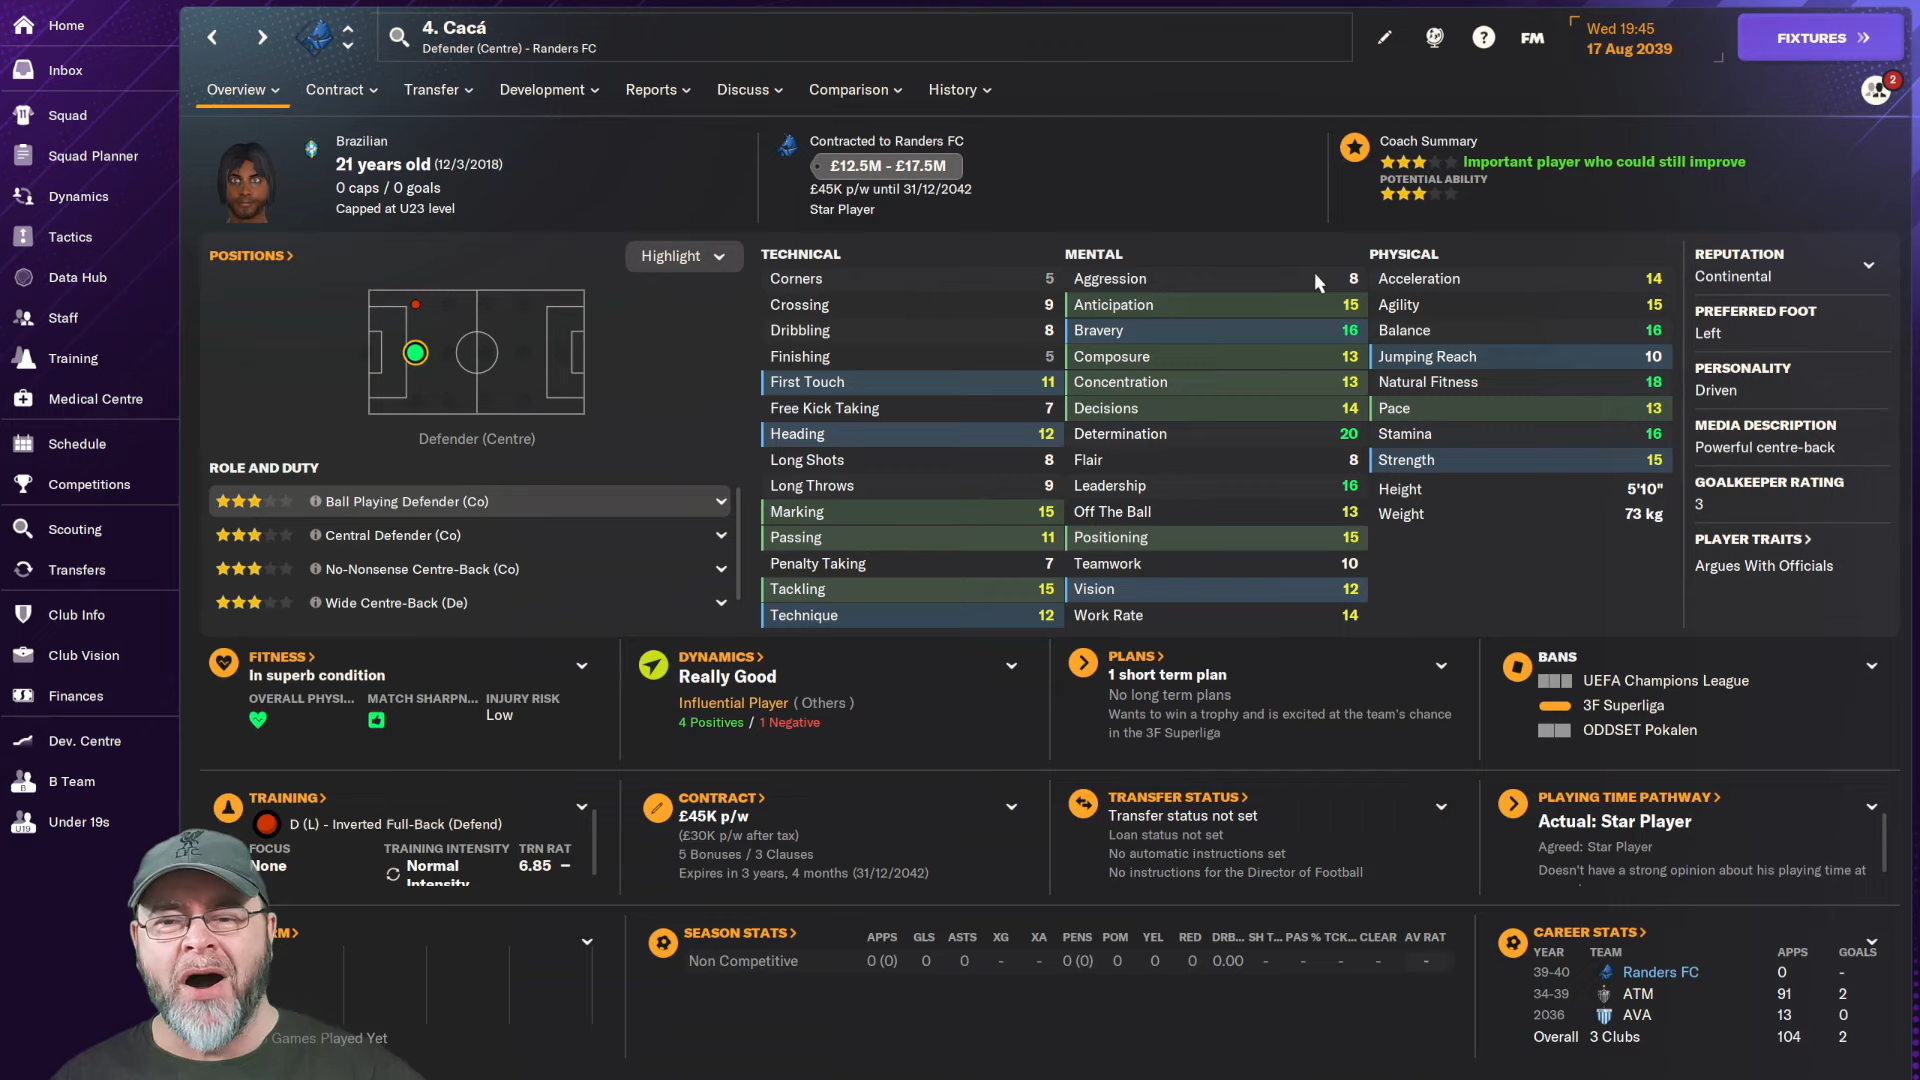 Home
Inbox
Squad
Squad Planner
Dynamics
Tactics
Data Hub
Staff
Training
Medical Centre
Schedule
Competitions
Scouting
Transfers
Club Info
Club Vision
Finances
Dev. Centre
B Team
Under 19s
4. Cacá
Defender (Centre) - Randers FC
FM
Wed 19:45
17 Aug 2039
FIXTURES
2
Overview
Contract
Transfer
Development
Reports
Discuss
Comparison
History
Brazilian
21 years old (12/3/2018)
0 caps / 0 goals
Capped at U23 level
Contracted to Randers FC
£12.5M - £17.5M
£45K p/w until 31/12/2042
Star Player
Coach Summary
Important player who could still improve
POTENTIAL ABILITY
POSITIONS
Highlight
Defender (Centre)
ROLE AND DUTY
Ball Playing Defender (Co)
Central Defender (Co)
No-Nonsense Centre-Back (Co)
Wide Centre-Back (De)
TECHNICAL
Corners 5
Crossing 9
Dribbling 8
Finishing 5
First Touch 11
Free Kick Taking 7
Heading 12
Long Shots 8
Long Throws 9
Marking 15
Passing 11
Penalty Taking 7
Tackling 15
Technique 12
MENTAL
Aggression 8
Anticipation 15
Bravery 16
Composure 13
Concentration 13
Decisions 14
Determination 20
Flair 8
Leadership 16
Off The Ball 13
Positioning 15
Teamwork 10
Vision 12
Work Rate 14
PHYSICAL
Acceleration 14
Agility 15
Balance 16
Jumping Reach 10
Natural Fitness 18
Pace 13
Stamina 16
Strength 15
Height 5'10"
Weight 73 kg
REPUTATION
Continental
PREFERRED FOOT
Left
PERSONALITY
Driven
MEDIA DESCRIPTION
Powerful centre-back
GOALKEEPER RATING
3
PLAYER TRAITS
Argues With Officials
FITNESS
In superb condition
OVERALL PHYSI... MATCH SHARPN... INJURY RISK
Low
DYNAMICS
Really Good
Influential Player ( Others )
4 Positives / 1 Negative
PLANS
1 short term plan
No long term plans
Wants to win a trophy and is excited at the team's chance
in the 3F Superliga
BANS
UEFA Champions League
3F Superliga
ODDSET Pokalen
TRAINING
D (L) - Inverted Full-Back (Defend)
FOCUS TRAINING INTENSITY TRN RAT
None Normal 6.85 –
Intensity
CONTRACT
£45K p/w
(£30K p/w after tax)
5 Bonuses / 3 Clauses
Expires in 3 years, 4 months (31/12/2042)
TRANSFER STATUS
Transfer status not set
Loan status not set
No automatic instructions set
No instructions for the Director of Football
PLAYING TIME PATHWAY
Actual: Star Player
Agreed: Star Player
Doesn't have a strong opinion about his playing time at
Games Played Yet
SEASON STATS APPS GLS ASTS XG XA PENS POM YEL RED DRB... SH T... PAS % TCK... CLEAR AV RAT
Non Competitive 0 (0) 0 0 - - 0 (0) 0 0 0 0.00 - - - - -
CAREER STATS
YEAR TEAM APPS GOALS
39-40 Randers FC 0 -
34-39 ATM 91 2
2036 AVA 13 0
Overall 3 Clubs 104 2